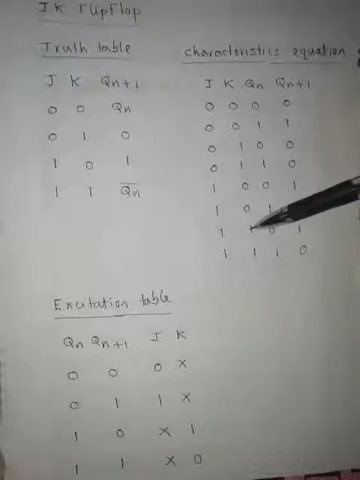 JK Flipflop
Truth table
J K Qn+1
0 0 Qn
0 1 0
1 0 1
1 1 Q̅n
characteristics equation
J K Qn Qn+1
0 0 0 0
0 0 1 1
0 1 0 0
0 1 1 0
1 0 0 1
1 0 1
1 1 0 1
1 1 1 0
Excitation table
Qn Qn+1 J K
0 0 0 X
0 1 1 X
1 0 X 1
1 1 X 0